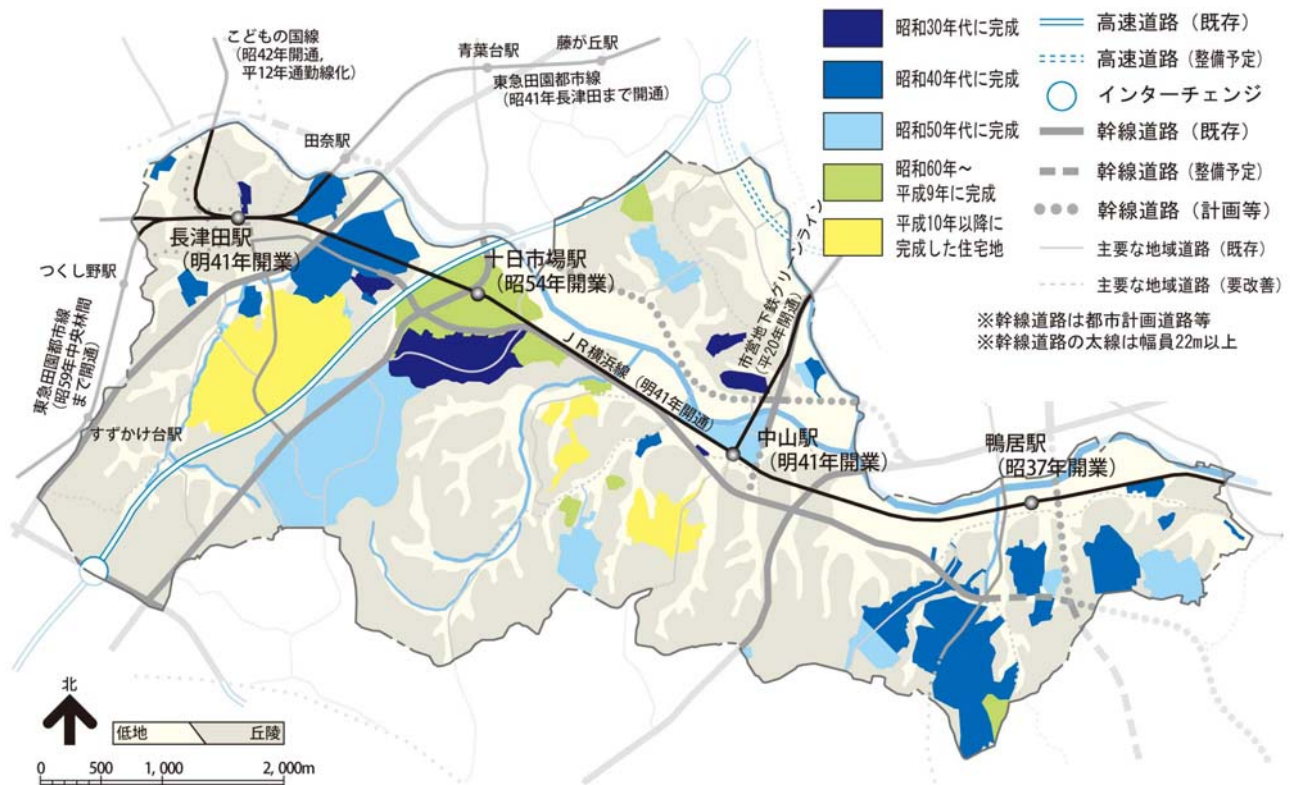 こどもの国線
(昭42年開通,
平12年通勤線化)
青葉台駅
藤が丘駅
東急田園都市線
(昭41年長津田まで開通)
田奈駅
長津田駅
(明41年開業)
つくし野駅
十日市場駅
(昭54年開業)
東急田園都市線
(昭59年中央林間
まで開通)
すずかけ台駅
JR横浜線(明41年開通)
市営地下鉄グリーンライン
(平20年開通)
中山駅
(明41年開業)
鴨居駅
(昭37年開業)
昭和30年代に完成
昭和40年代に完成
昭和50年代に完成
昭和60年~
平成9年に完成
平成10年以降に
完成した住宅地
高速道路(既存)
高速道路(整備予定)
インターチェンジ
幹線道路(既存)
幹線道路(整備予定)
幹線道路(計画等)
主要な地域道路(既存)
主要な地域道路(要改善)
※幹線道路は都市計画道路等
※幹線道路の太線は幅員22m以上
北
低地 丘陵
0 500 1,000 2,000m